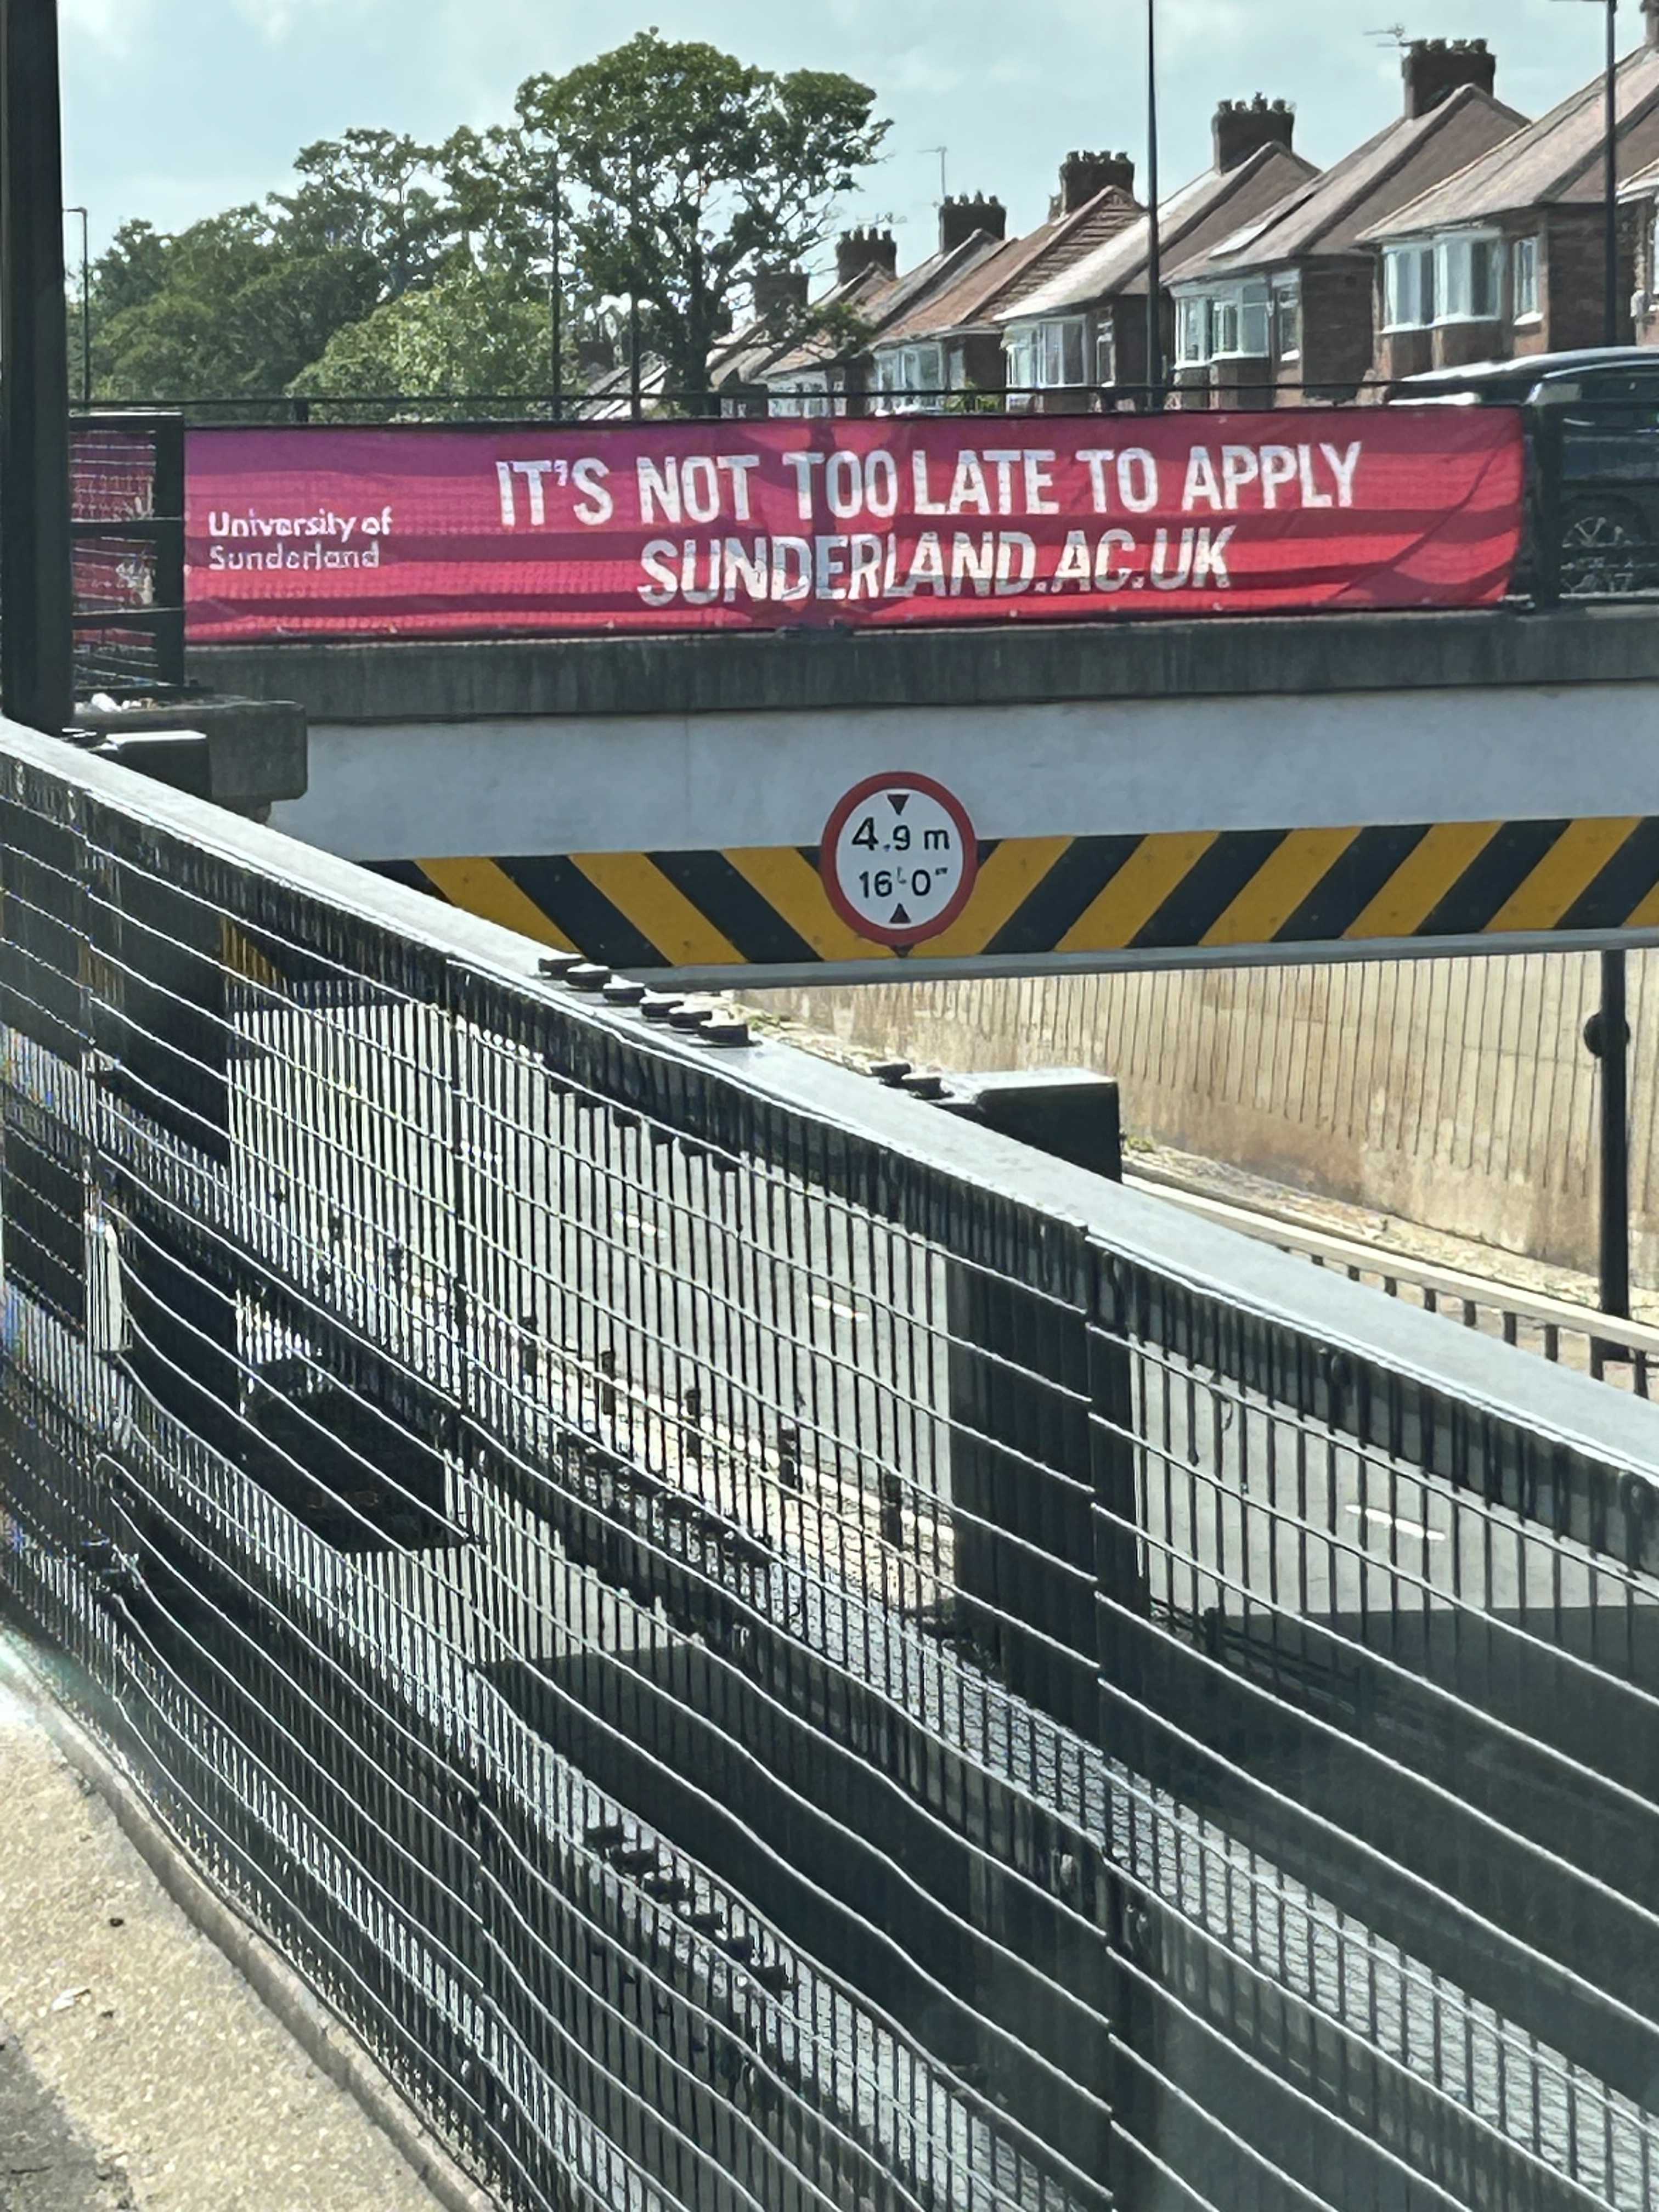 IT'S NOT TOO LATE TO APPLY
SUNDERLAND.AC.UK
University of
Sunderland
4.9 m
16'-0"